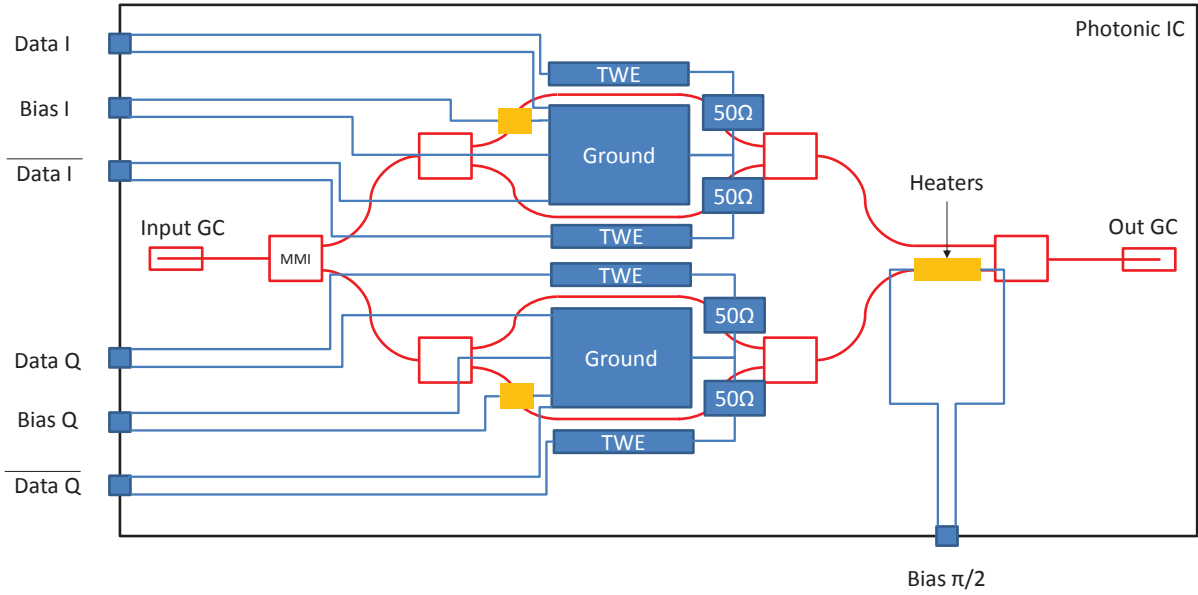 Photonic IC
Data I
TWE
Bias I
50Ω
Ground
Data I
50Ω
Heaters
Input GC
TWE
Out GC
MMI
TWE
50Ω
Data Q
Ground
50Ω
Bias Q
TWE
Data Q
Bias π/2